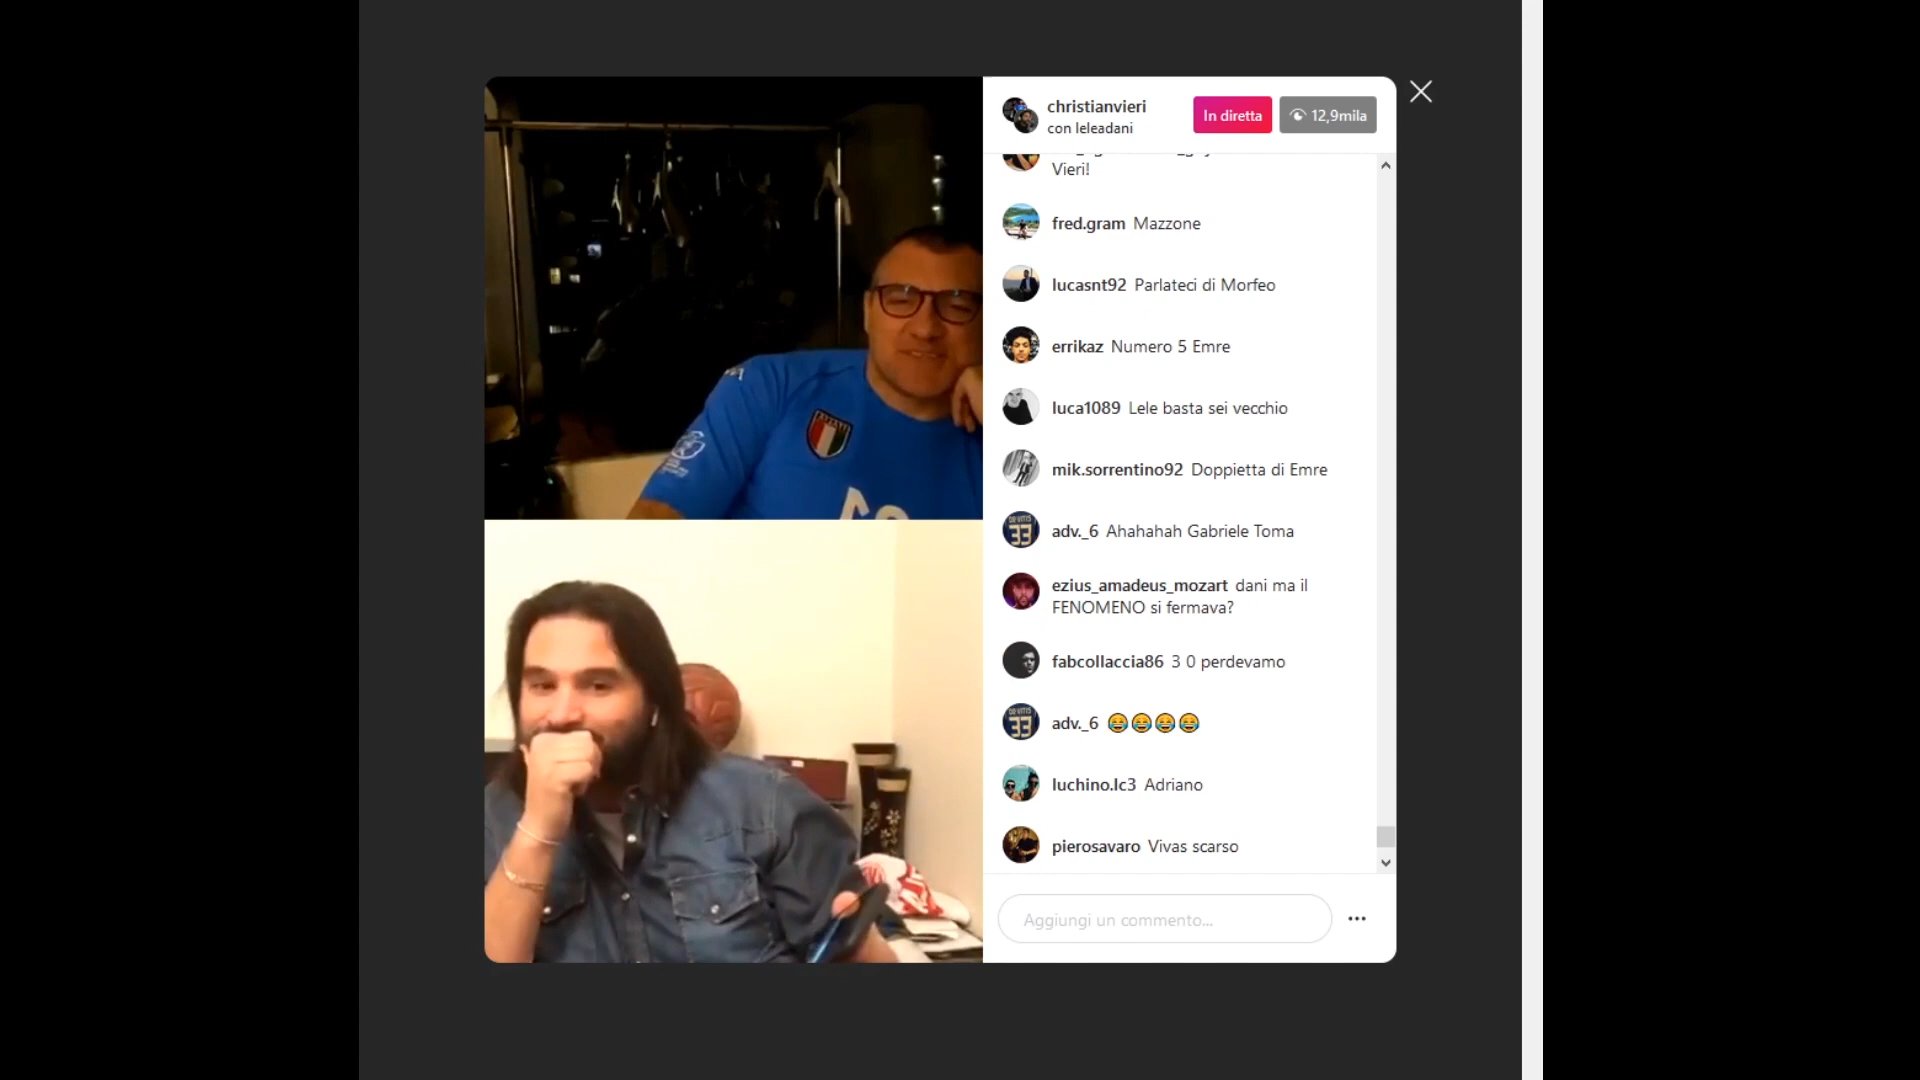 christianvieri
con leleadani
In diretta
12,9mila
Vieri!
fred.gram Mazzone
lucasnt92 Parlateci di Morfeo
errikaz Numero 5 Emre
luca1089 Lele basta sei vecchio
mik.sorrentino92 Doppietta di Emre
adv._6 Ahahahah Gabriele Toma
ezius_amadeus_mozart dani ma il
FENOMENO si fermava?
fabcollaccia86 3 0 perdevamo
adv._6 😂😂😂😂
luchino.lc3 Adriano
pierosavaro Vivas scarso
Aggiungi un commento...
33
33